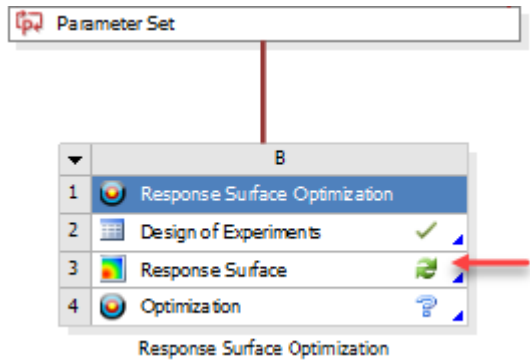 Parameter Set
B
1 Response Surface Optimization
2 Design of Experiments
3 Response Surface
4 Optimization
Response Surface Optimization